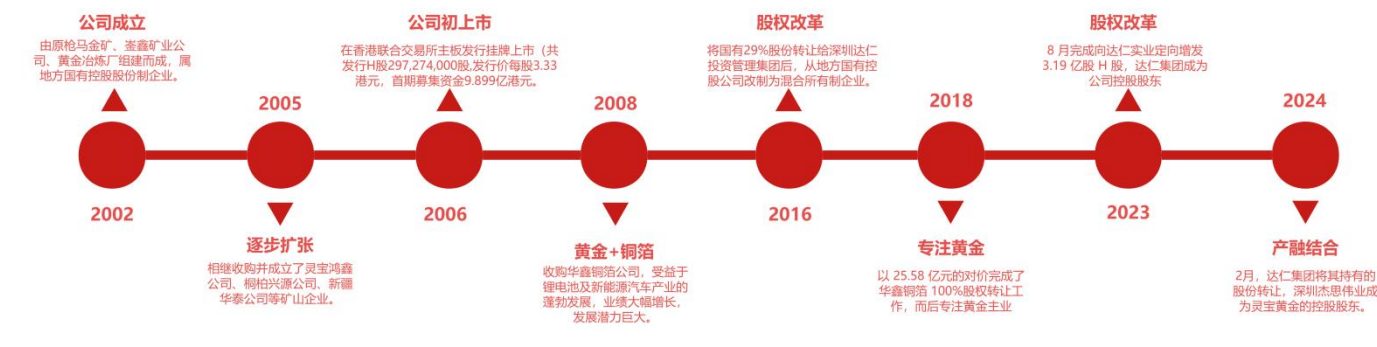 公司成立
由原枪马金矿、崟鑫矿业公
司、黄金冶炼厂组建而成，属
地方国有控股股份制企业。
2002
2005
逐步扩张
相继收购并成立了灵宝鸿鑫
公司、桐柏兴源公司、新疆
华泰公司等矿山企业。
公司初上市
在香港联合交易所主板发行挂牌上市（共
发行H股297,274,000股,发行价每股3.33
港元，首期募集资金9.899亿港元。
2006
2008
黄金+铜箔
收购华鑫铜箔公司，受益于
锂电池及新能源汽车产业的
蓬勃发展，业绩大幅增长，
发展潜力巨大。
股权改革
将国有29%股份转让给深圳达仁
投资管理集团后，从地方国有控
股公司改制为混合所有制企业。
2016
2018
专注黄金
以 25.58 亿元的对价完成了
华鑫铜箔 100%股权转让工
作，而后专注黄金主业
股权改革
8 月完成向达仁实业定向增发
3.19 亿股 H 股，达仁集团成为
公司控股股东
2023
2024
产融结合
2月，达仁集团将其持有的
股份转让，深圳杰思伟业成
为灵宝黄金的控股股东。